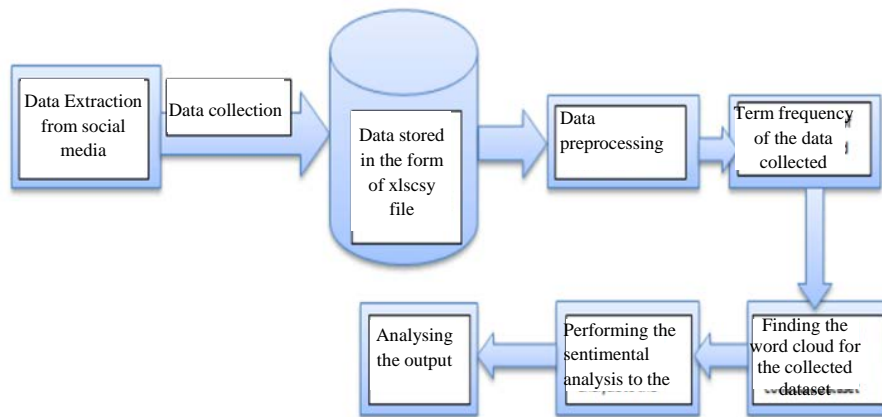 Data Extraction
from social
media
Data collection
Data stored
in the form
of xlscsy
file
Data
preprocessing
Term frequency
of the data
collected
Finding the
word cloud for
the collected
dataset
Performing the
sentimental
analysis to the
Analysing
the output